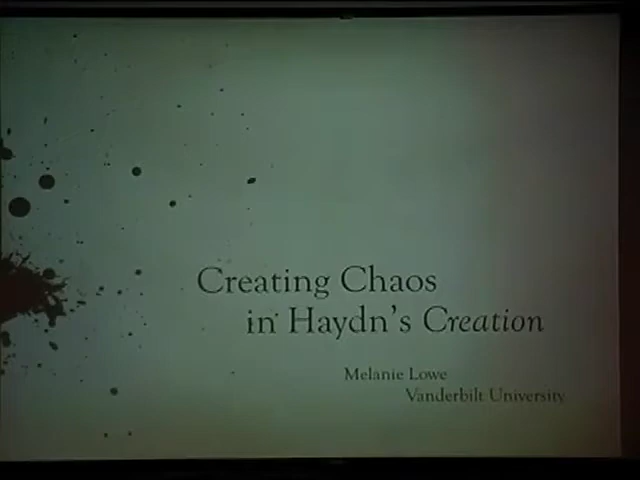 Creating Chaos
in Haydn's Creation
Melanie Lowe
Vanderbilt University